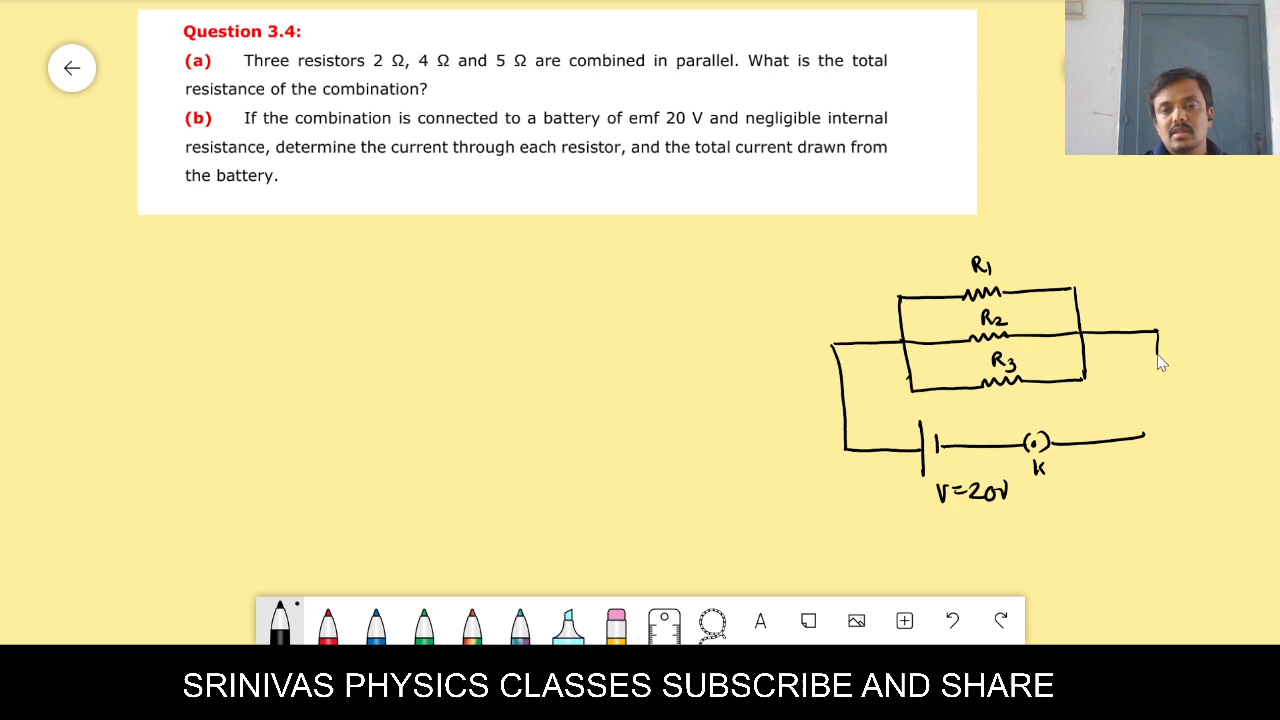 Question 3.4:
(a) Three resistors 2 Ω, 4 Ω and 5 Ω are combined in parallel. What is the total
resistance of the combination?
(b) If the combination is connected to a battery of emf 20 V and negligible internal
resistance, determine the current through each resistor, and the total current drawn from
the battery.
R1
R2
R3
K
V=20V
A
SRINIVAS PHYSICS CLASSES SUBSCRIBE AND SHARE